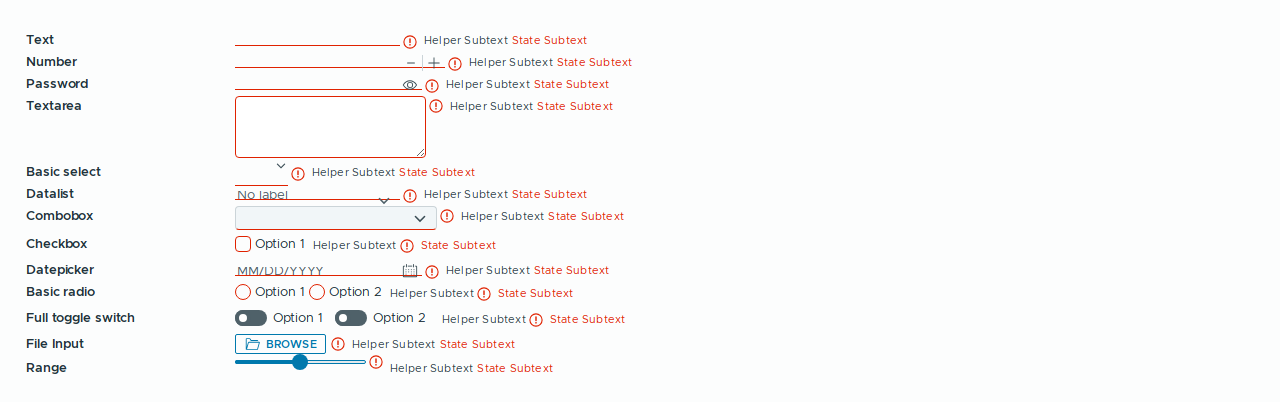 Text Helper Subtext State Subtext
Number Helper Subtext State Subtext
Password Helper Subtext State Subtext
Textarea Helper Subtext State Subtext
Basic select Helper Subtext State Subtext
Datalist No label Helper Subtext State Subtext
Combobox Helper Subtext State Subtext
Checkbox Option 1 Helper Subtext State Subtext
Datepicker MM/DD/YYYY Helper Subtext State Subtext
Basic radio Option 1 Option 2 Helper Subtext State Subtext
Full toggle switch Option 1 Option 2 Helper Subtext State Subtext
File Input BROWSE Helper Subtext State Subtext
Range Helper Subtext State Subtext